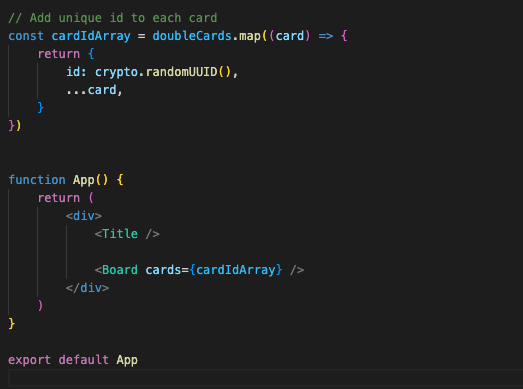 // Add unique id to each card
const cardIdArray = doubleCards.map((card) => {
    return {
        id: crypto.randomUUID(),
        ...card,
    }
})
function App() {
    return (
        <div>
            <Title />
            <Board cards={cardIdArray} />
        </div>
    )
}
export default App